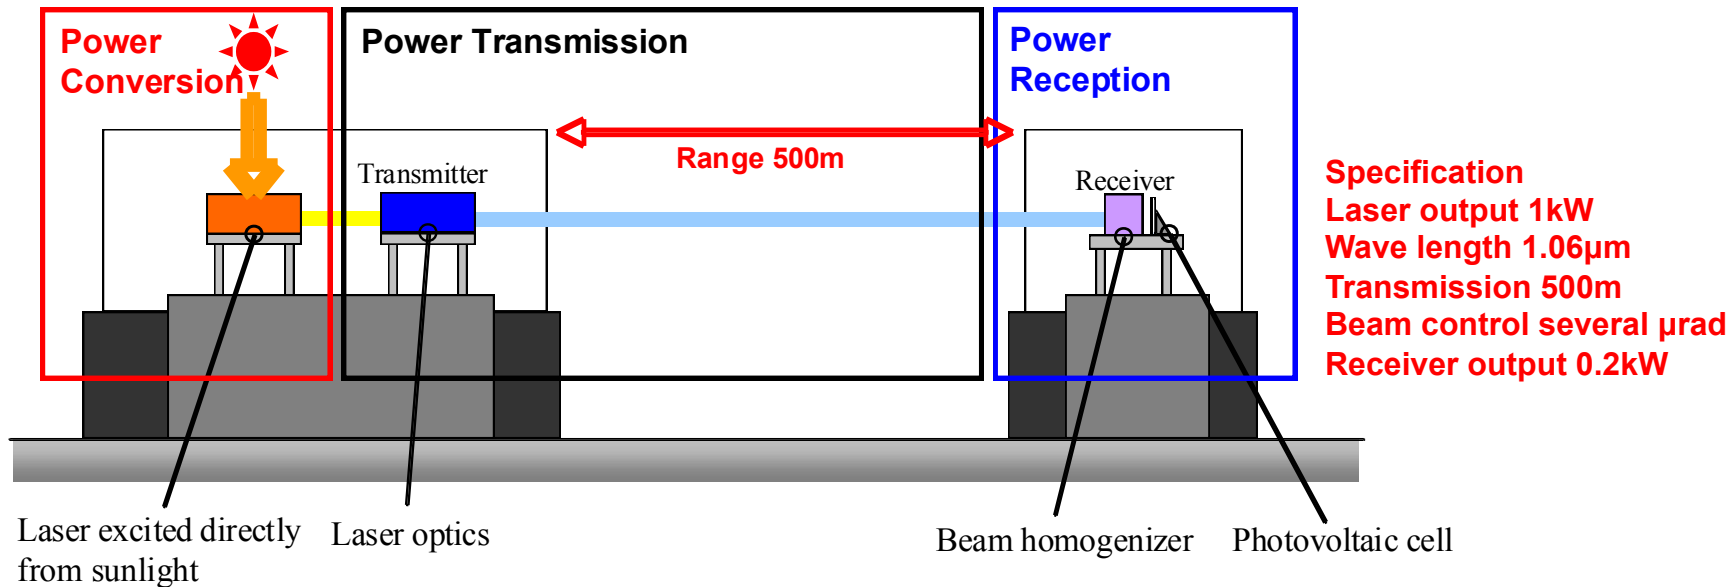 Power
Conversion
Power Transmission
Power
Reception
Range 500m
Transmitter
Receiver
Specification
Laser output 1kW
Wave length 1.06µm
Transmission 500m
Beam control several µrad
Receiver output 0.2kW
Laser excited directly
from sunlight
Laser optics
Beam homogenizer
Photovoltaic cell